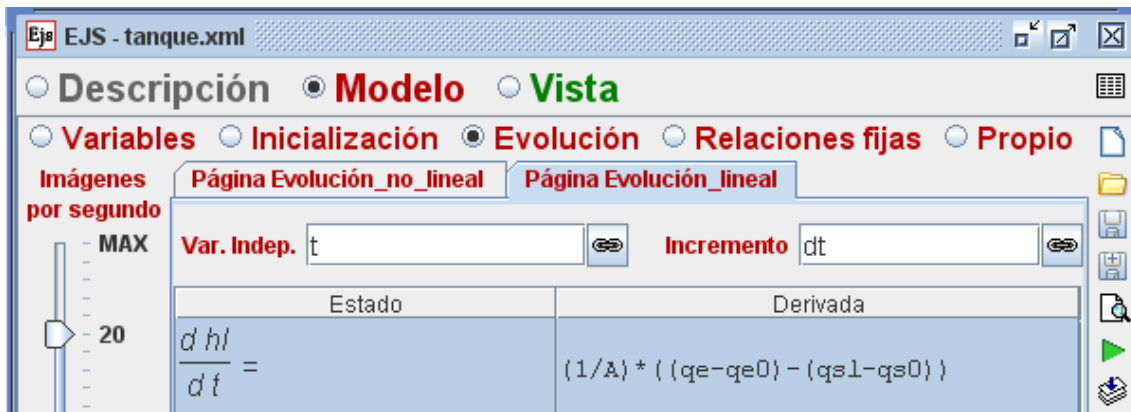 Ejs EJS - tanque.xml
Descripción Modelo Vista
Variables Inicialización Evolución Relaciones fijas Propio
Imágenes
por segundo
Página Evolución_no_lineal Página Evolución_lineal
MAX Var. Indep. t Incremento dt
Estado Derivada
20
d hl
d t
= (1/A)*((qe-qe0)-(qsl-qs0))